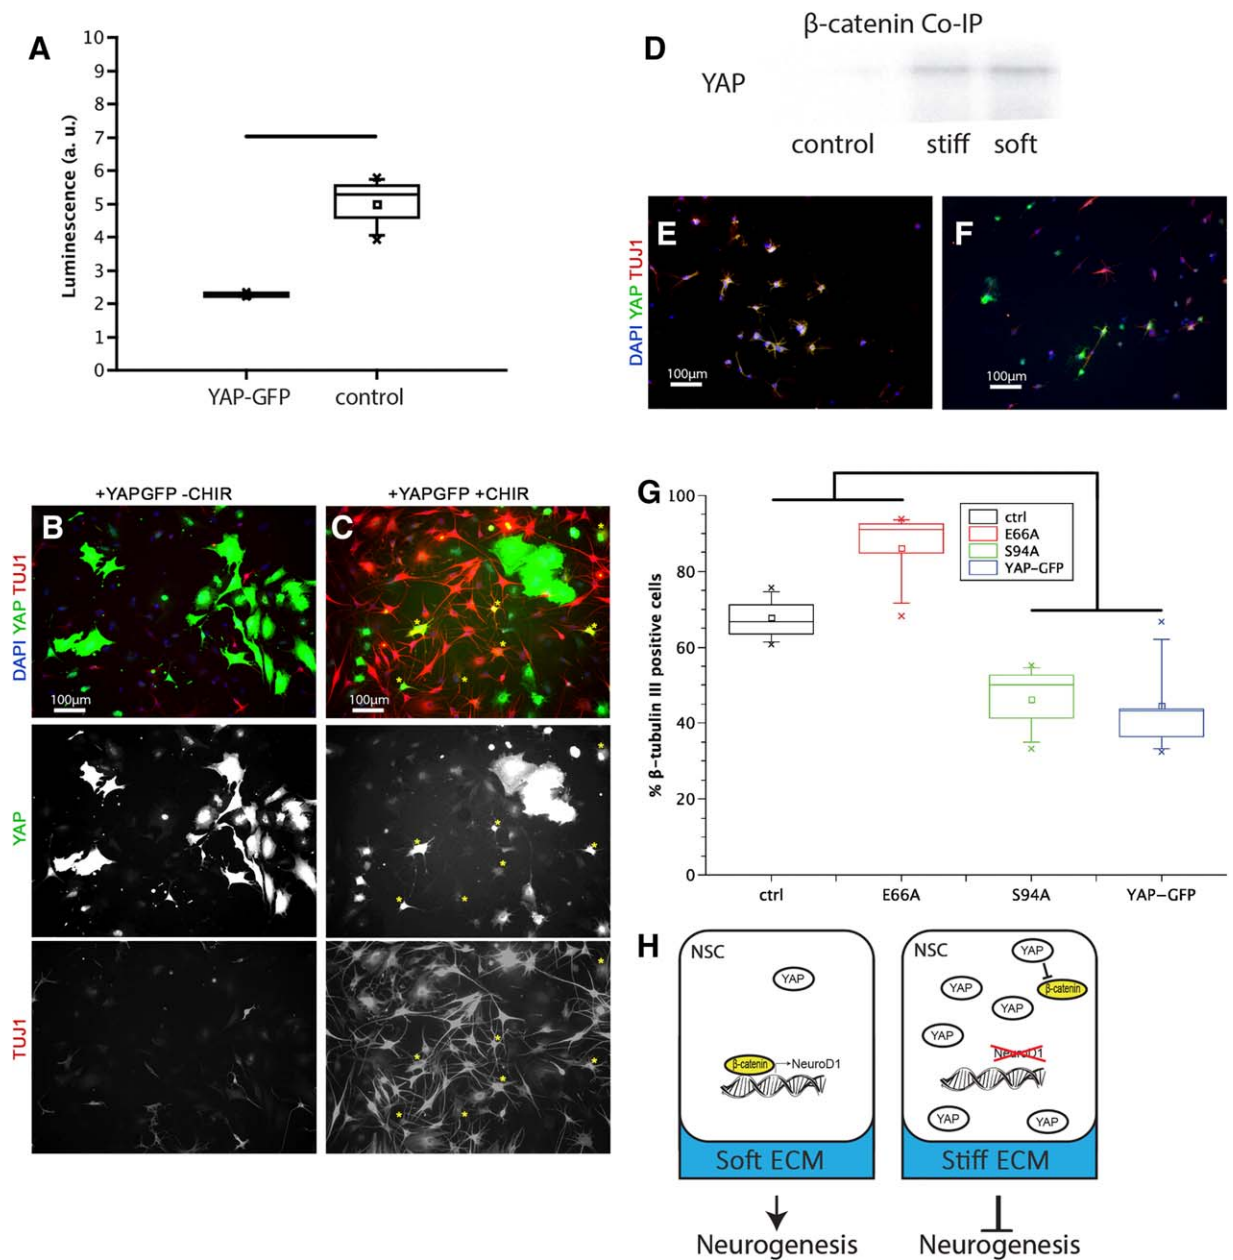 A
10
9
8
7
6
5
4
3
2
1
0
Luminescence (a. u.)
YAP-GFP control
D
β-catenin Co-IP
YAP
control stiff soft
DAPI YAP TUJ1
E
100μm
F
100μm
+YAPGFP -CHIR
+YAPGFP +CHIR
DAPI YAP TUJ1
B
100μm
C
100μm
YAP
TUJ1
G
100
80
60
40
20
0
% β-tubulin III positive cells
ctrl
E66A
S94A
YAP-GFP
ctrl E66A S94A YAP-GFP
H
NSC
YAP
β-catenin NeuroD1
Soft ECM
Neurogenesis
NSC
YAP
β-catenin
YAP
YAP
YAP
NeuroD1
YAP
YAP
Stiff ECM
Neurogenesis